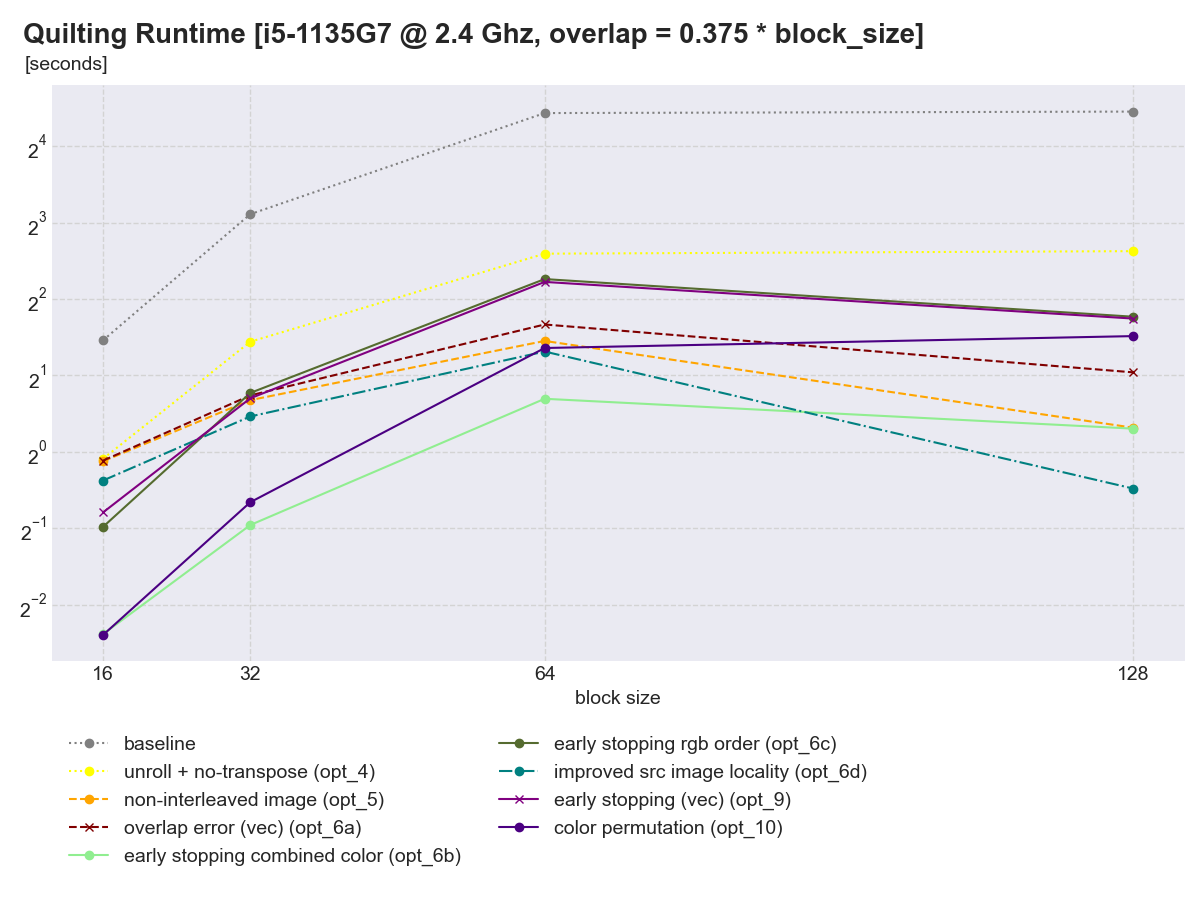 Quilting Runtime [i5-1135G7 @ 2.4 Ghz, overlap = 0.375 * block_size]
[seconds]
2^4
2^3
2^2
2^1
2^0
2^−1
2^−2
16 32 64 128
block size
baseline
unroll + no-transpose (opt_4)
non-interleaved image (opt_5)
overlap error (vec) (opt_6a)
early stopping combined color (opt_6b)
early stopping rgb order (opt_6c)
improved src image locality (opt_6d)
early stopping (vec) (opt_9)
color permutation (opt_10)